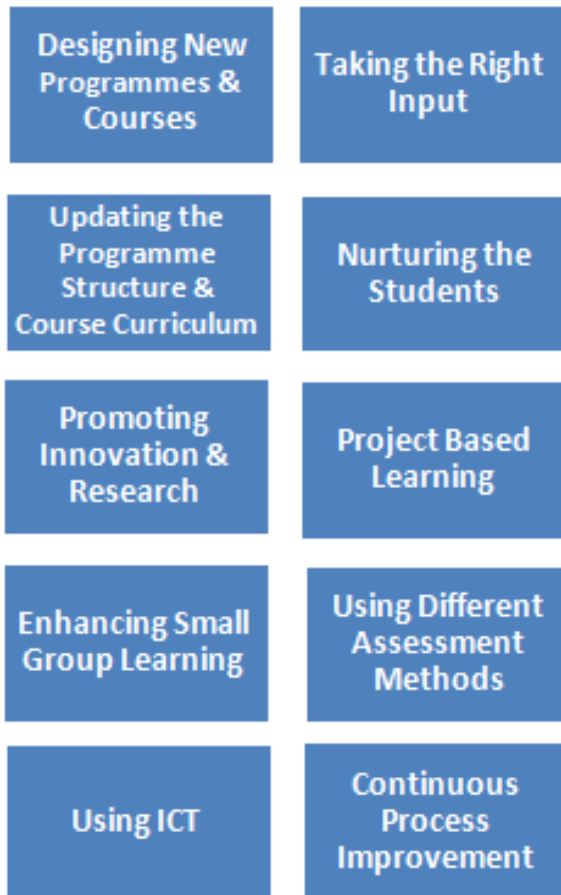 Designing New
Programmes &
Courses
Taking the Right
Input
Updating the
Programme
Structure &
Course Curriculum
Nurturing the
Students
Promoting
Innovation &
Research
Project Based
Learning
Enhancing Small
Group Learning
Using Different
Assessment
Methods
Using ICT
Continuous
Process
Improvement